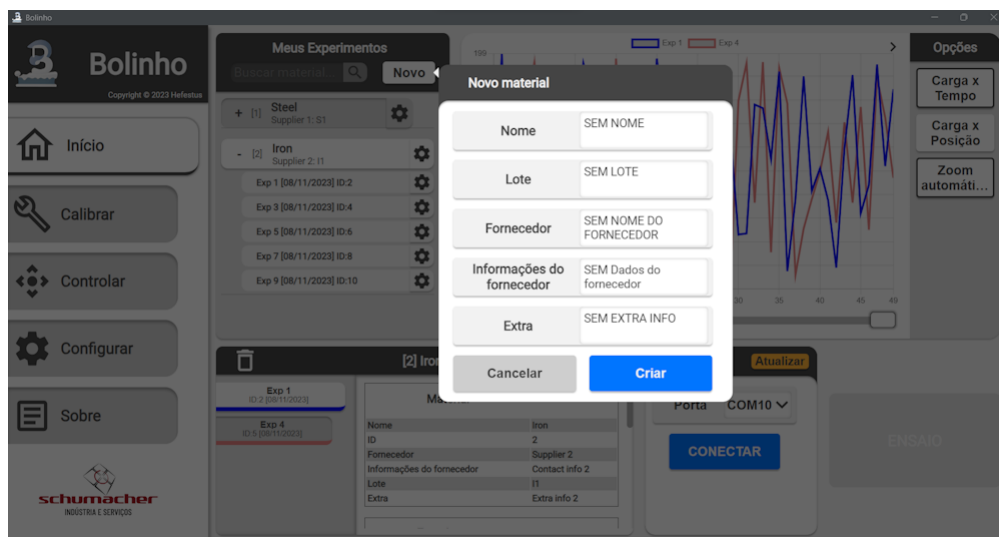 Bolinho
Bolinho
Copyright © 2023 Hefestus
Início
Calibrar
Controlar
Configurar
Sobre
schumacher
INDÚSTRIA E SERVIÇOS
Meus Experimentos
Buscar material...
Novo
+ [1] Steel
Supplier 1: S1
- [2] Iron
Supplier 2: I1
Exp 1 [08/11/2023] ID:2
Exp 3 [08/11/2023] ID:4
Exp 5 [08/11/2023] ID:6
Exp 7 [08/11/2023] ID:8
Exp 9 [08/11/2023] ID:10
199
Exp 1
Exp 4
30 35 40 45 49
Opções
Carga x
Tempo
Carga x
Posição
Zoom
automáti...
Novo material
Nome
SEM NOME
Lote
SEM LOTE
Fornecedor
SEM NOME DO
FORNECEDOR
Informações do
fornecedor
SEM Dados do
fornecedor
Extra
SEM EXTRA INFO
Cancelar
Criar
[2] Iron
Exp 1
ID:2 [08/11/2023]
Exp 4
ID:5 [08/11/2023]
Nome Iron
ID 2
Fornecedor Supplier 2
Informações do fornecedor Contact info 2
Lote I1
Extra Extra info 2
Atualizar
Porta COM10
CONECTAR
ENSAIO